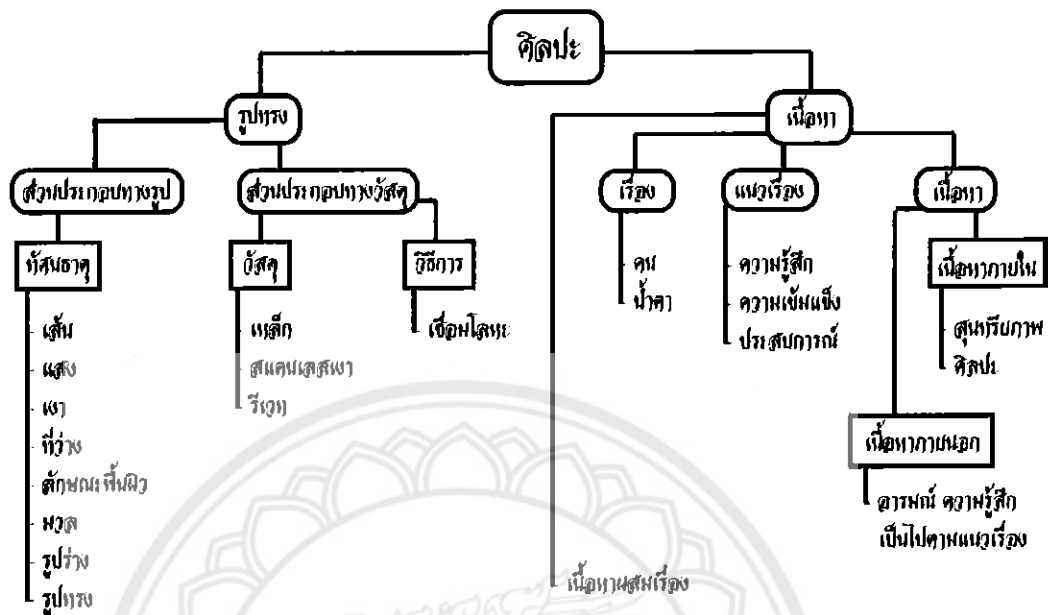 ศิลปะ
รูปทรง
เนื้อหา
ส่วนประกอบทางรูป
ส่วนประกอบทางวัสดุ
เรื่อง
แนวเรื่อง
เนื้อหา
ทัศนธาตุ
วัสดุ
วิธีการ
- เส้น
- แสง
- เงา
- ที่ว่าง
- ลักษณะพื้นผิว
- มวล
- รูปร่าง
- รูปทรง
- เหล็ก
- สแตนเลสเงา
- รีเวท
- เชื่อมโลหะ
- คน
- น้ำตา
- ความรู้สึก
- ความเข้มแข็ง
- ประสบการณ์
เนื้อหาภายใน
- สุนทรียภาพ
- ศิลปะ
เนื้อหาภายนอก
- อารมณ์ ความรู้สึก
เป็นไปตามแนวเรื่อง
- เนื้อหาผสมเรื่อง